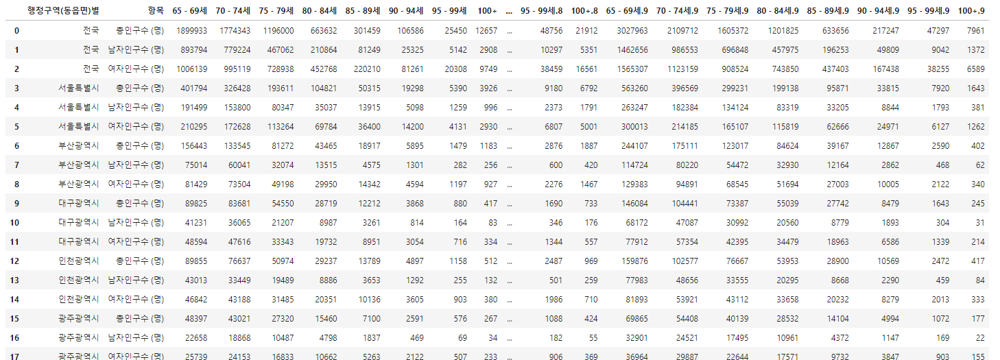 행정구역(동읍면)별 항목 65 - 69세 70 - 74세 75 - 79세 80 - 84세 85 - 89세 90 - 94세 95 - 99세 100+ ... 95 - 99세.8 100+.8 65 - 69세.9 70 - 74세.9 75 - 79세.9 80 - 84세.9 85 - 89세.9 90 - 94세.9 95 - 99세.9 100+.9
0 전국 총인구수 (명) 1899933 1774343 1196000 663632 301459 106586 25450 12657 ... 48756 21912 3027963 2109712 1605372 1201825 633656 217247 47297 7961
1 전국 남자인구수 (명) 893794 779224 467062 210864 81249 25325 5142 2908 ... 10297 5351 1462656 986553 696848 457975 196253 49809 9042 1372
2 전국 여자인구수 (명) 1006139 995119 728938 452768 220210 81261 20308 9749 ... 38459 16561 1565307 1123159 908524 743850 437403 167438 38255 6589
3 서울특별시 총인구수 (명) 401794 326428 193611 104821 50315 19298 5390 3926 ... 9180 6792 563260 396569 299231 199138 95871 33815 7920 1643
4 서울특별시 남자인구수 (명) 191499 153800 80347 35037 13915 5098 1259 996 ... 2373 1791 263247 182384 134124 83319 33205 8844 1793 381
5 서울특별시 여자인구수 (명) 210295 172628 113264 69784 36400 14200 4131 2930 ... 6807 5001 300013 214185 165107 115819 62666 24971 6127 1262
6 부산광역시 총인구수 (명) 156443 133545 81272 43465 18917 5895 1479 1183 ... 2876 1887 244107 175111 123017 84624 39167 12867 2590 402
7 부산광역시 남자인구수 (명) 75014 60041 32074 13515 4575 1301 282 256 ... 600 420 114724 80220 54472 32930 12164 2862 468 62
8 부산광역시 여자인구수 (명) 81429 73504 49198 29950 14342 4594 1197 927 ... 2276 1467 129383 94891 68545 51694 27003 10005 2122 340
9 대구광역시 총인구수 (명) 89825 83681 54550 28719 12212 3868 880 417 ... 1690 733 146084 104441 73387 55039 27742 8479 1643 245
10 대구광역시 남자인구수 (명) 41231 36065 21207 8987 3261 814 164 83 ... 346 176 68172 47087 30992 20560 8779 1893 304 31
11 대구광역시 여자인구수 (명) 48594 47616 33343 19732 8951 3054 716 334 ... 1344 557 77912 57354 42395 34479 18963 6586 1339 214
12 인천광역시 총인구수 (명) 89855 76637 50974 29237 13789 4897 1158 512 ... 2487 969 159876 102577 76667 53953 28900 10569 2472 417
13 인천광역시 남자인구수 (명) 43013 33449 19489 8886 3653 1292 255 132 ... 501 259 77983 48656 33555 20295 8668 2290 459 84
14 인천광역시 여자인구수 (명) 46842 43188 31485 20351 10136 3605 903 380 ... 1986 710 81893 53921 43112 33658 20232 8279 2013 333
15 광주광역시 총인구수 (명) 48397 43021 27320 15460 7100 2591 576 267 ... 1088 424 69865 54408 40139 28532 14104 4994 1072 177
16 광주광역시 남자인구수 (명) 22658 18868 10487 4798 1837 469 69 34 ... 182 55 32901 24521 17495 10961 4372 1147 169 22
17 광주광역시 여자인구수 (명) 25739 24153 16833 10662 5263 2122 507 233 ... 906 369 36964 29887 22644 17571 9732 3847 903 155